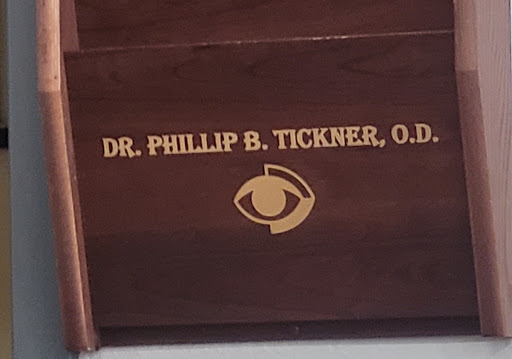 DR. PHILLIP B. TICKNER, O.D.